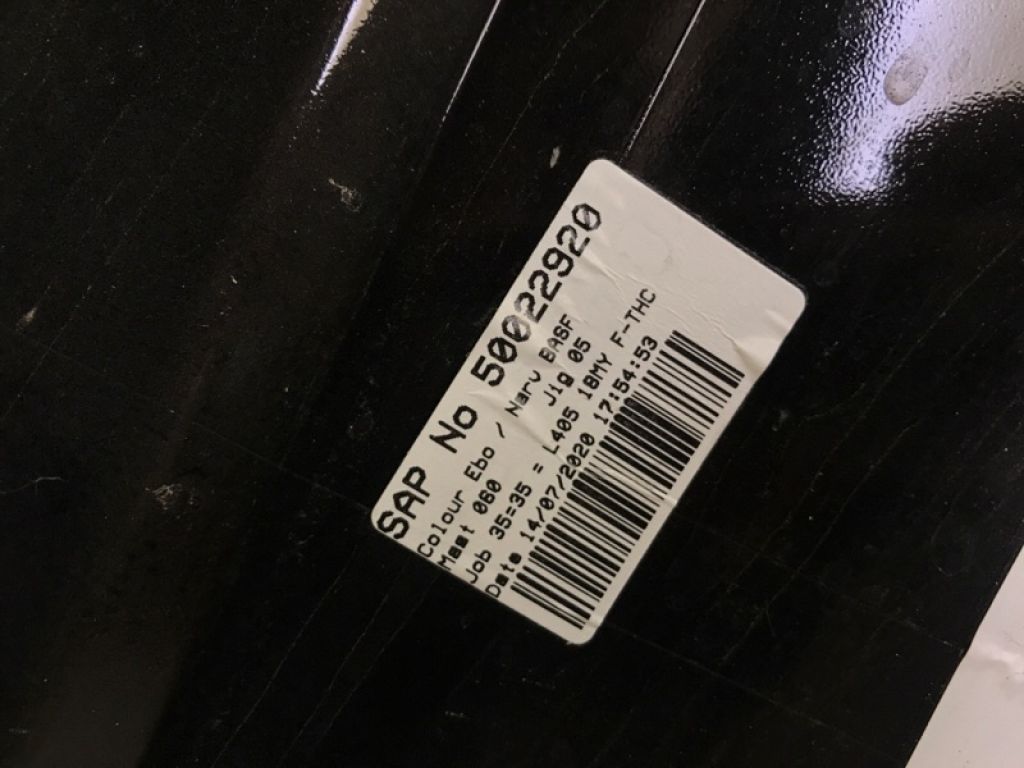 SAP No 50022920
Colour Ebo / Narv BASF
Mast 060 Jig 05
Job 35=35 = L405 18MY F-THC
Date 14/07/2020 17:54:53